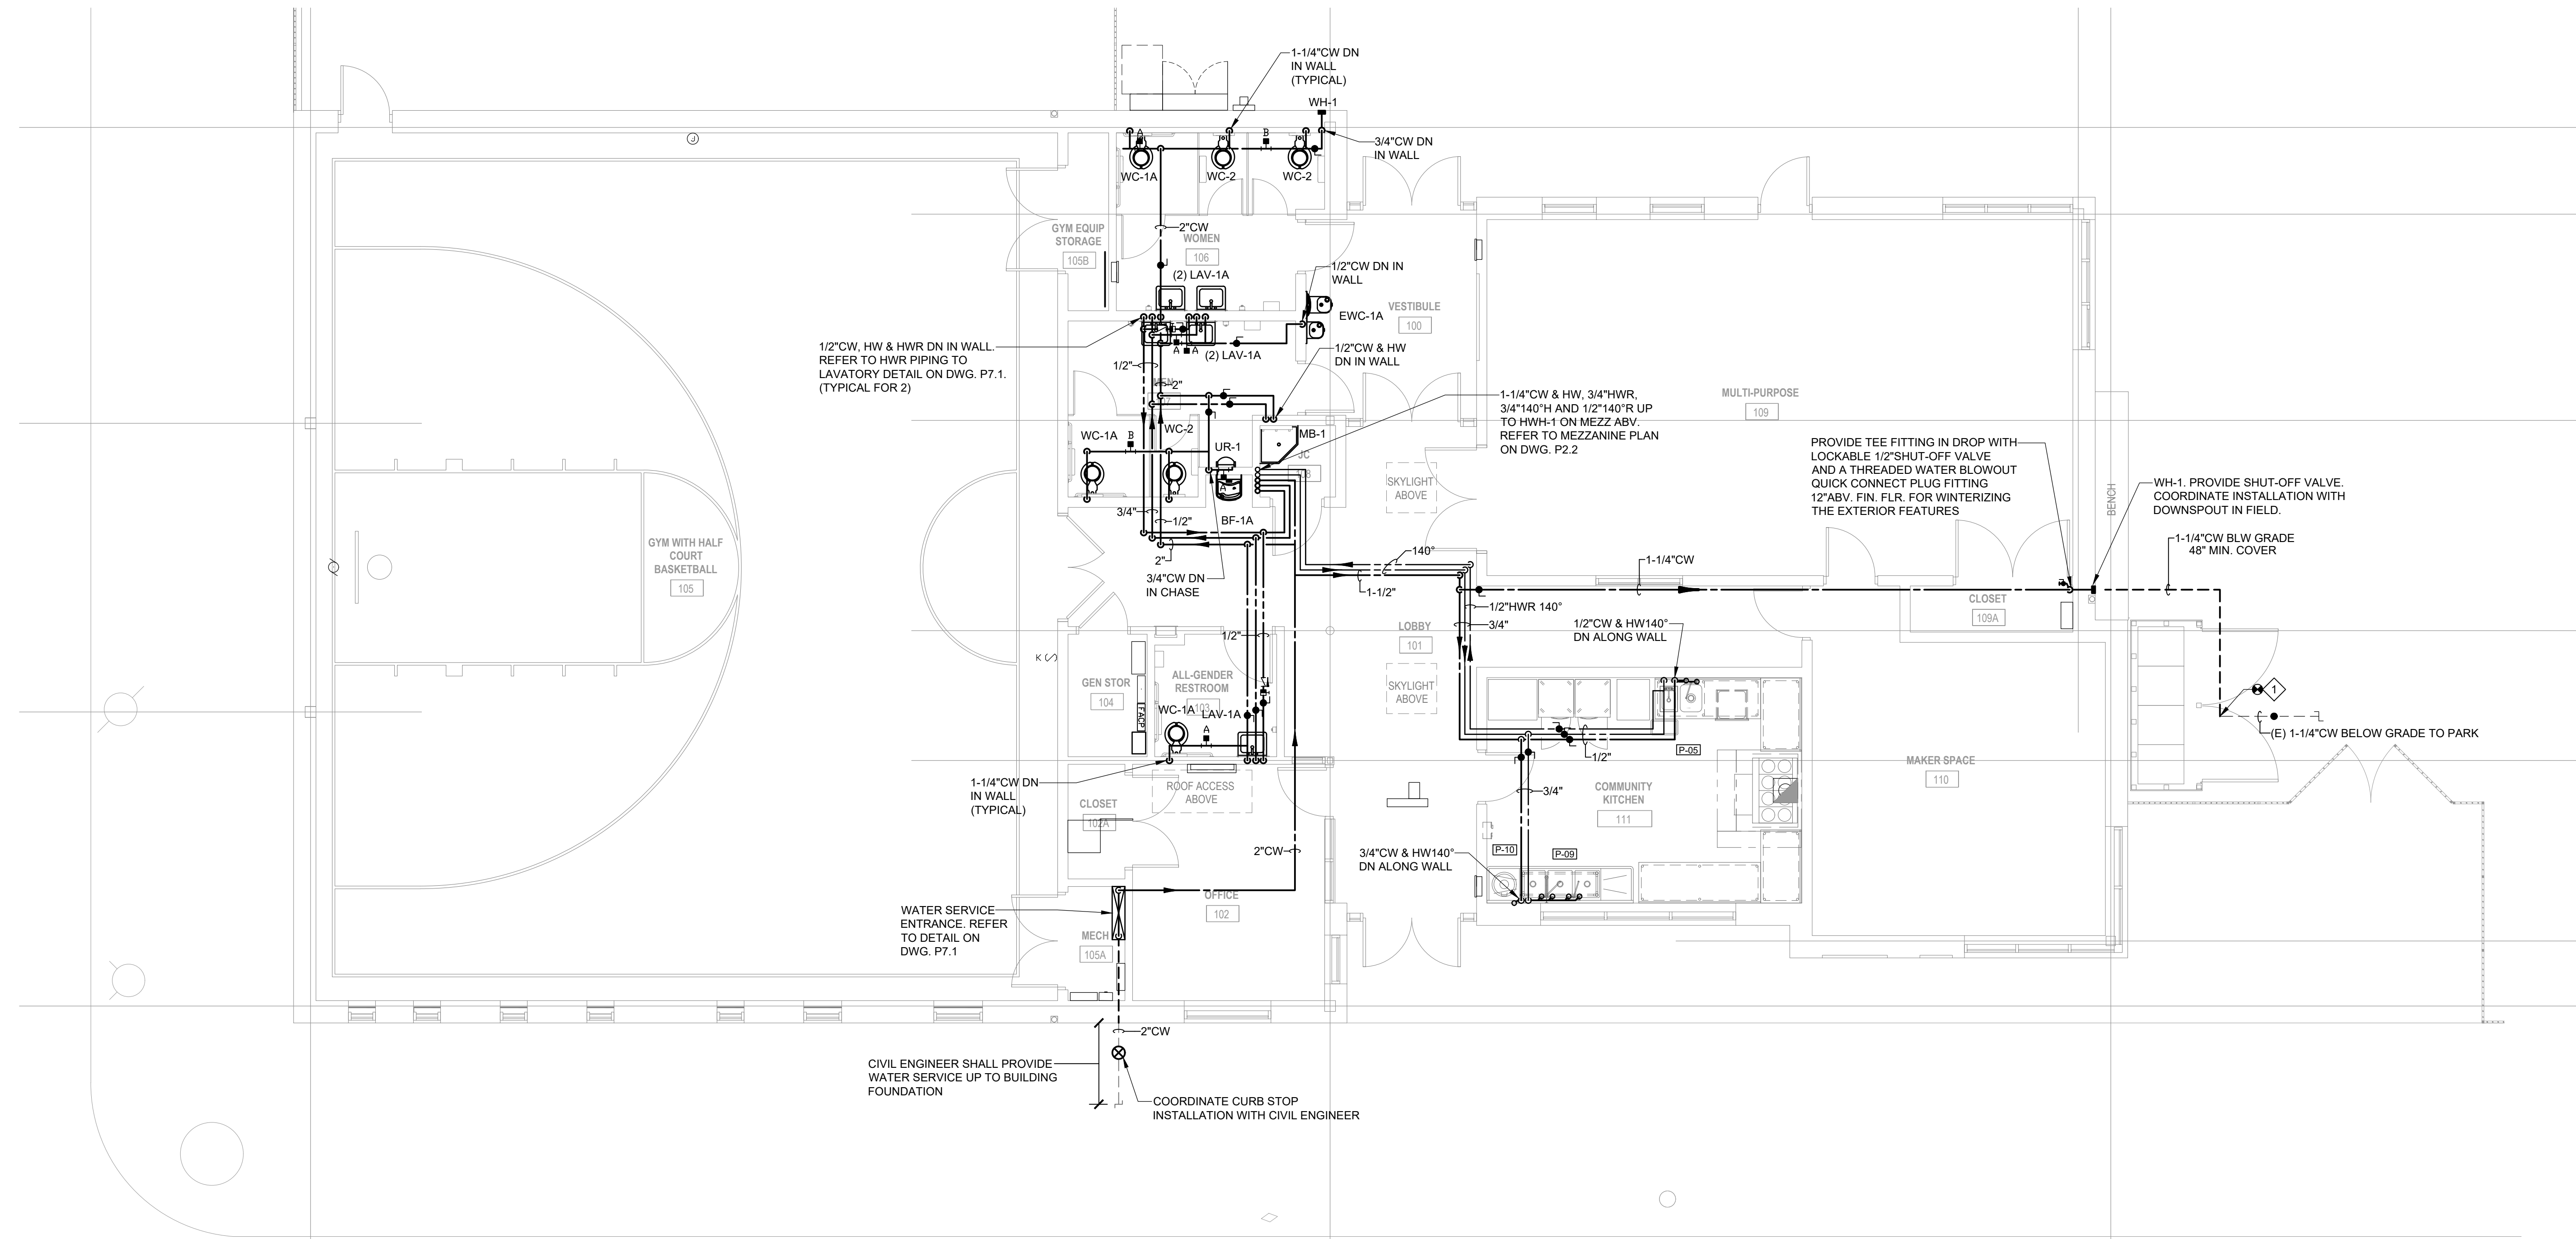 1-1/4"CW DN
IN WALL
(TYPICAL)
WH-1
3/4"CW DN
IN WALL
A
B
WC-1A
WC-2
WC-2
2"CW
GYM EQUIP
STORAGE
105B
WOMEN
106
(2) LAV-1A
1/2"CW DN IN
WALL
VESTIBULE
100
EWC-1A
1/2"CW, HW & HWR DN IN WALL.
REFER TO HWR PIPING TO
LAVATORY DETAIL ON DWG. P7.1.
(TYPICAL FOR 2)
A
A
(2) LAV-1A
1/2"CW & HW
DN IN WALL
1/2"
2"
MEN
1-1/4"CW & HW, 3/4"HWR,
3/4"140°H AND 1/2"140°R UP
TO HWH-1 ON MEZZ ABV.
REFER TO MEZZANINE PLAN
ON DWG. P2.2
MULTI-PURPOSE
109
WC-1A
B
WC-2
UR-1
MB-1
JC
108
A
BF-1A
SKYLIGHT
ABOVE
PROVIDE TEE FITTING IN DROP WITH
LOCKABLE 1/2"SHUT-OFF VALVE
AND A THREADED WATER BLOWOUT
QUICK CONNECT PLUG FITTING
12"ABV. FIN. FLR. FOR WINTERIZING
THE EXTERIOR FEATURES
BENCH
WH-1. PROVIDE SHUT-OFF VALVE.
COORDINATE INSTALLATION WITH
DOWNSPOUT IN FIELD.
1-1/4"CW BLW GRADE
48" MIN. COVER
3/4"
1/2"
2"
GYM WITH HALF
COURT
BASKETBALL
105
3/4"CW DN
IN CHASE
140°
1-1/2"
1-1/4"CW
1/2"HWR 140°
3/4"
CLOSET
109A
LOBBY
101
1/2"CW & HW140°
DN ALONG WALL
1/2"
K S
GEN STOR
104
FACP
ALL-GENDER
RESTROOM
103
WC-1A
LAV-1A
A
SKYLIGHT
ABOVE
1
(E) 1-1/4"CW BELOW GRADE TO PARK
P-05
1/2"
1-1/4"CW DN
IN WALL
(TYPICAL)
ROOF ACCESS
ABOVE
CLOSET
102A
3/4"
COMMUNITY
KITCHEN
111
MAKER SPACE
110
2"CW
3/4"CW & HW140°
DN ALONG WALL
P-10
P-09
WATER SERVICE
ENTRANCE. REFER
TO DETAIL ON
DWG. P7.1
OFFICE
102
MECH
105A
2"CW
CIVIL ENGINEER SHALL PROVIDE
WATER SERVICE UP TO BUILDING
FOUNDATION
COORDINATE CURB STOP
INSTALLATION WITH CIVIL ENGINEER